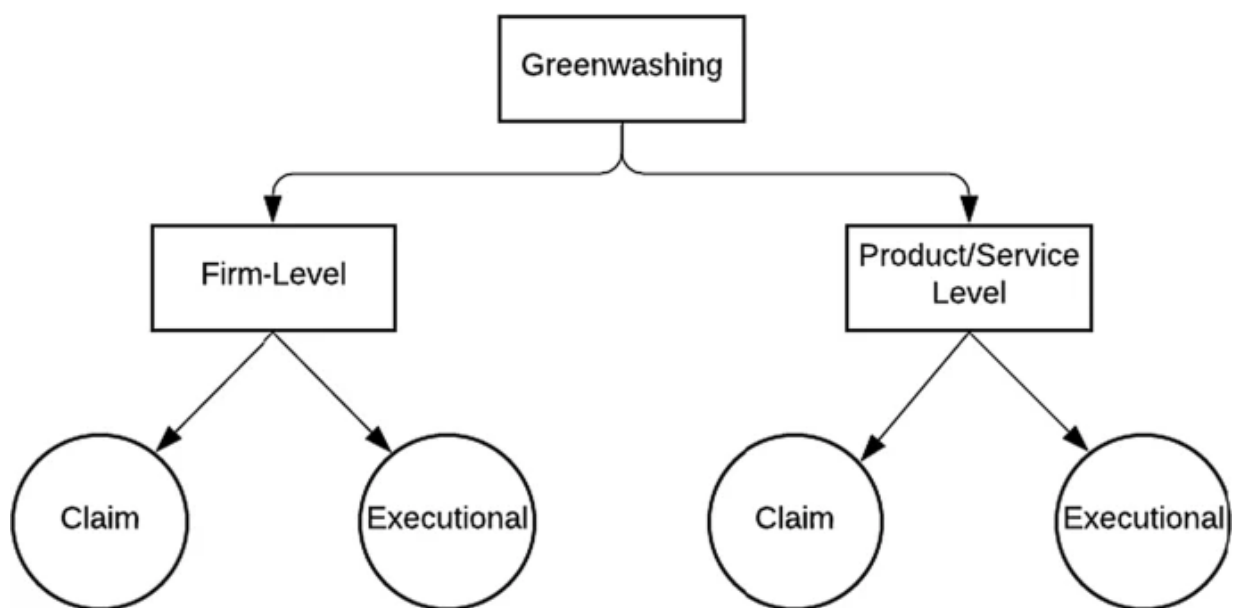 Greenwashing
Firm-Level
Product/Service
Level
Claim
Executional
Claim
Executional